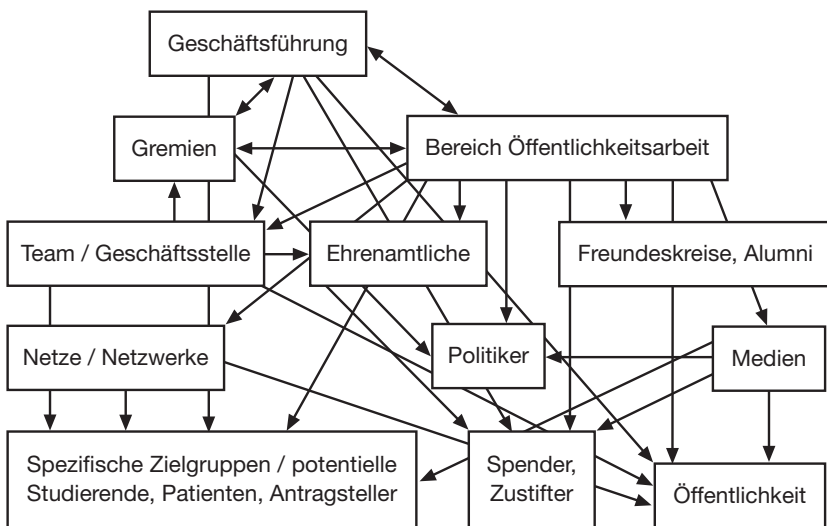 Geschäftsführung
Gremien
Bereich Öffentlichkeitsarbeit
Team / Geschäftsstelle
Ehrenamtliche
Freundeskreise, Alumni
Netze / Netzwerke
Politiker
Medien
Spezifische Zielgruppen / potentielle
Studierende, Patienten, Antragsteller
Spender,
Zustifter
Öffentlichkeit